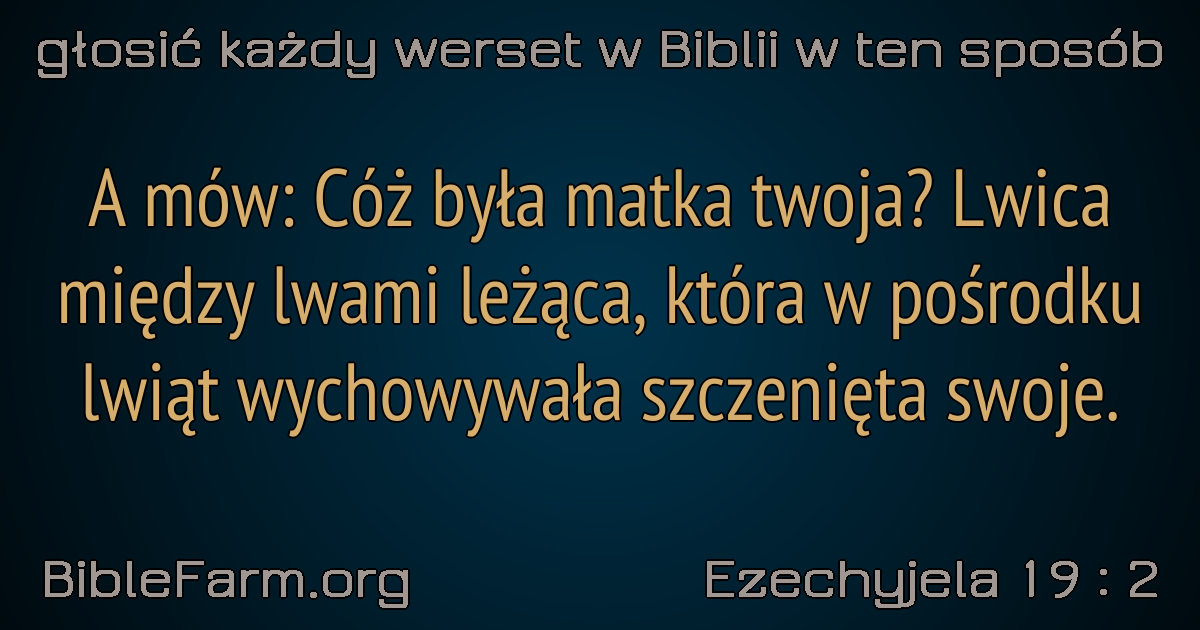 głosić każdy werset w Biblii w ten sposób
A mów: Cóż była matka twoja? Lwica
między lwami leżąca, która w pośrodku
lwiąt wychowywała szczenięta swoje.
BibleFarm.org
Ezechyjela 19 : 2